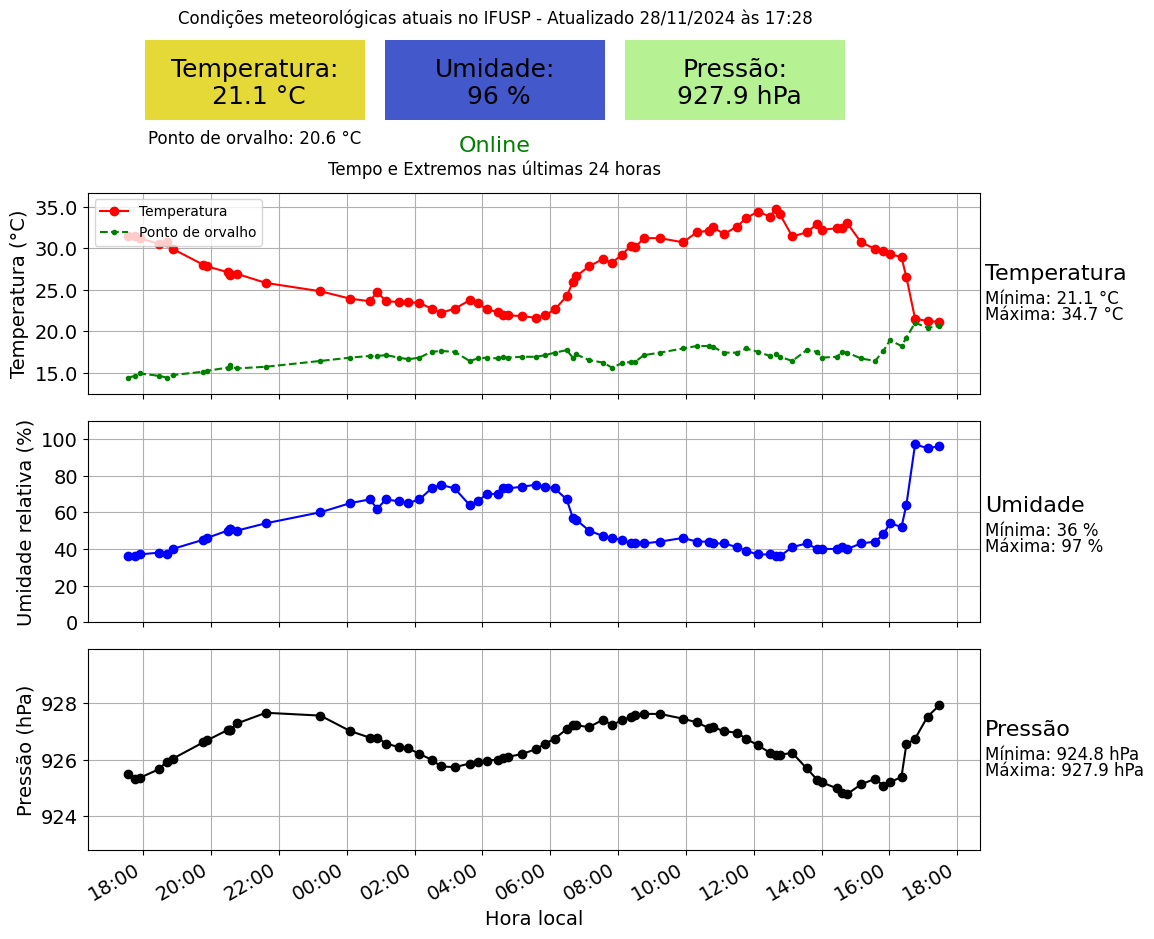 Condições meteorológicas atuais no IFUSP - Atualizado 28/11/2024 às 17:28
Temperatura:
21.1 °C
Umidade:
96 %
Pressão:
927.9 hPa
Ponto de orvalho: 20.6 °C
Online
Tempo e Extremos nas últimas 24 horas
Temperatura (°C)
35.0
30.0
25.0
20.0
15.0
Temperatura
Ponto de orvalho
Temperatura
Mínima: 21.1 °C
Máxima: 34.7 °C
Umidade relativa (%)
100
80
60
40
20
0
Umidade
Mínima: 36 %
Máxima: 97 %
Pressão (hPa)
928
926
924
Pressão
Mínima: 924.8 hPa
Máxima: 927.9 hPa
18:00 20:00 22:00 00:00 02:00 04:00 06:00 08:00 10:00 12:00 14:00 16:00 18:00
Hora local